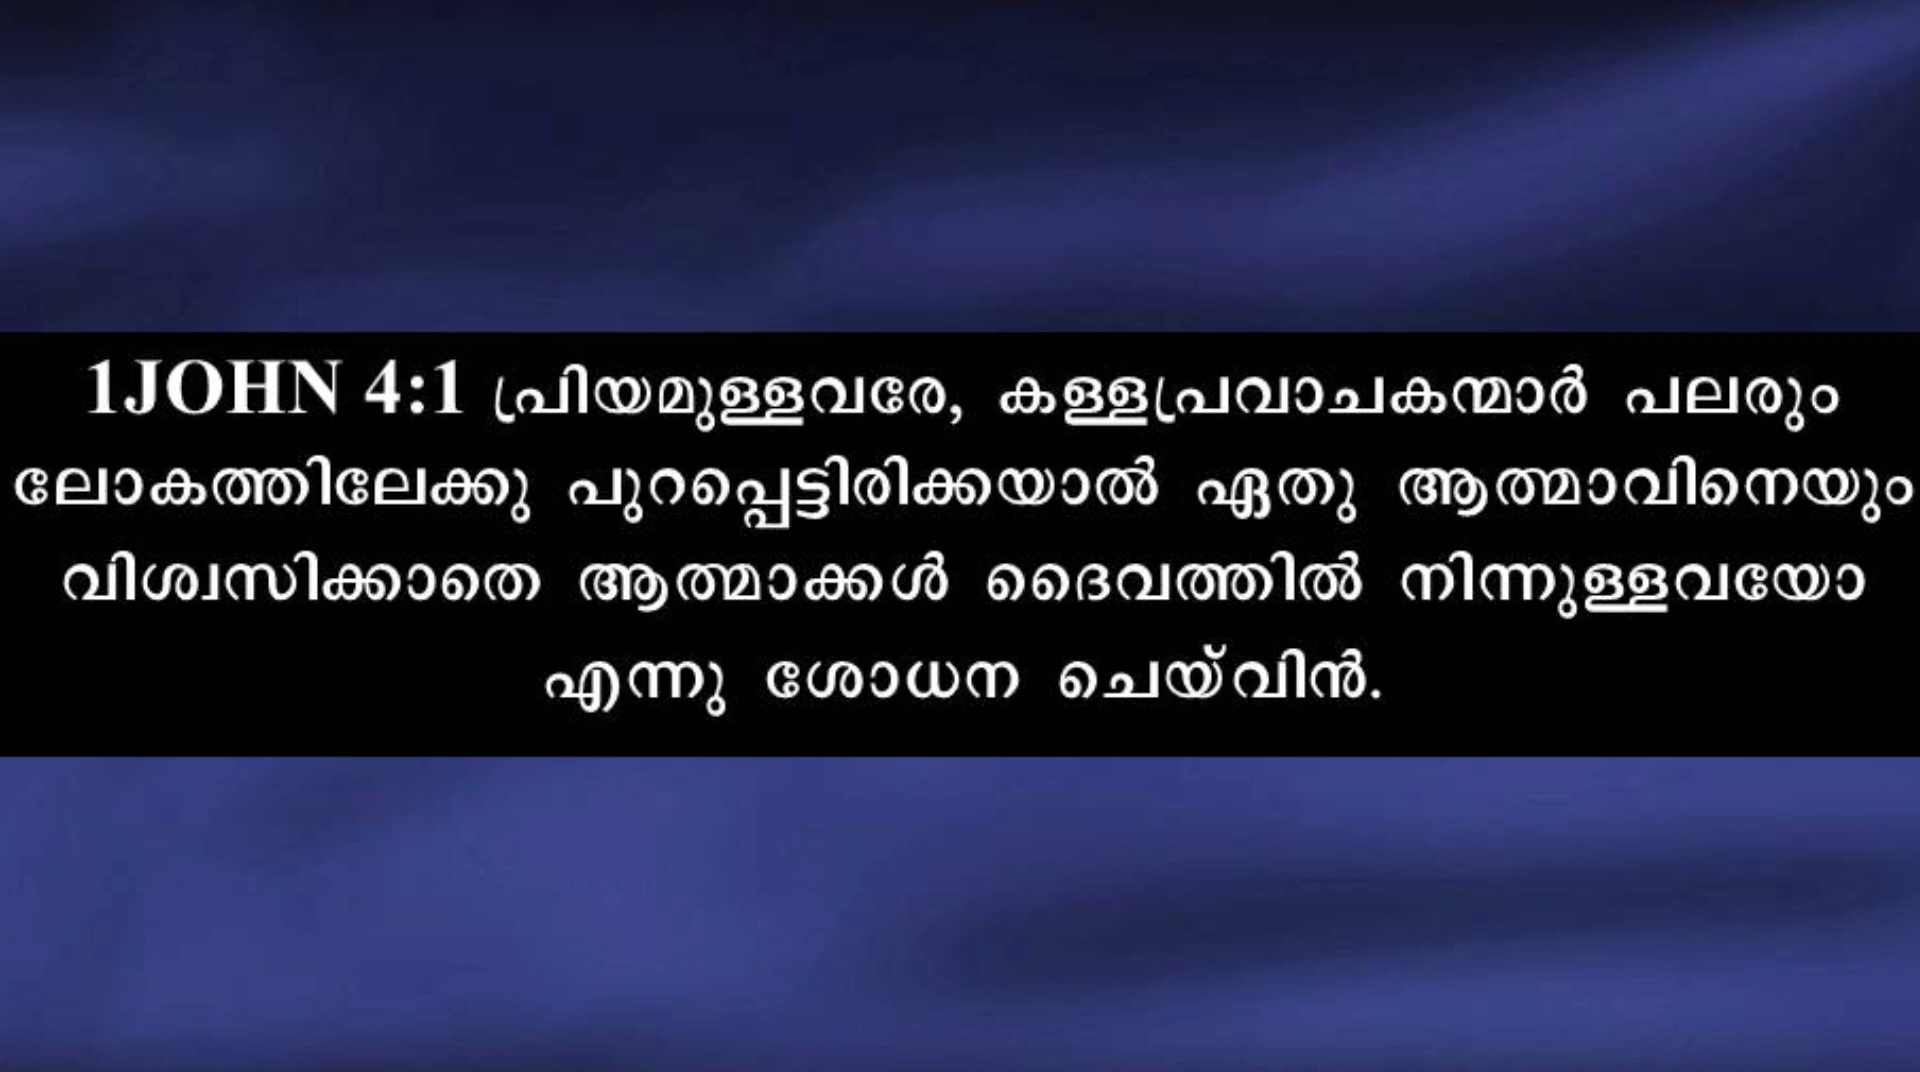 1JOHN 4:1 പ്രിയമുള്ളവരേ, കള്ളപ്രവാചകന്മാർ പലരും
ലോകത്തിലേക്കു പുറപ്പെട്ടിരിക്കയാൽ ഏതു ആത്മാവിനെയും
വിശ്വസിക്കാതെ ആത്മാക്കൾ ദൈവത്തിൽ നിന്നുള്ളവയോ
എന്നു ശോധന ചെയ്‌വിൻ.